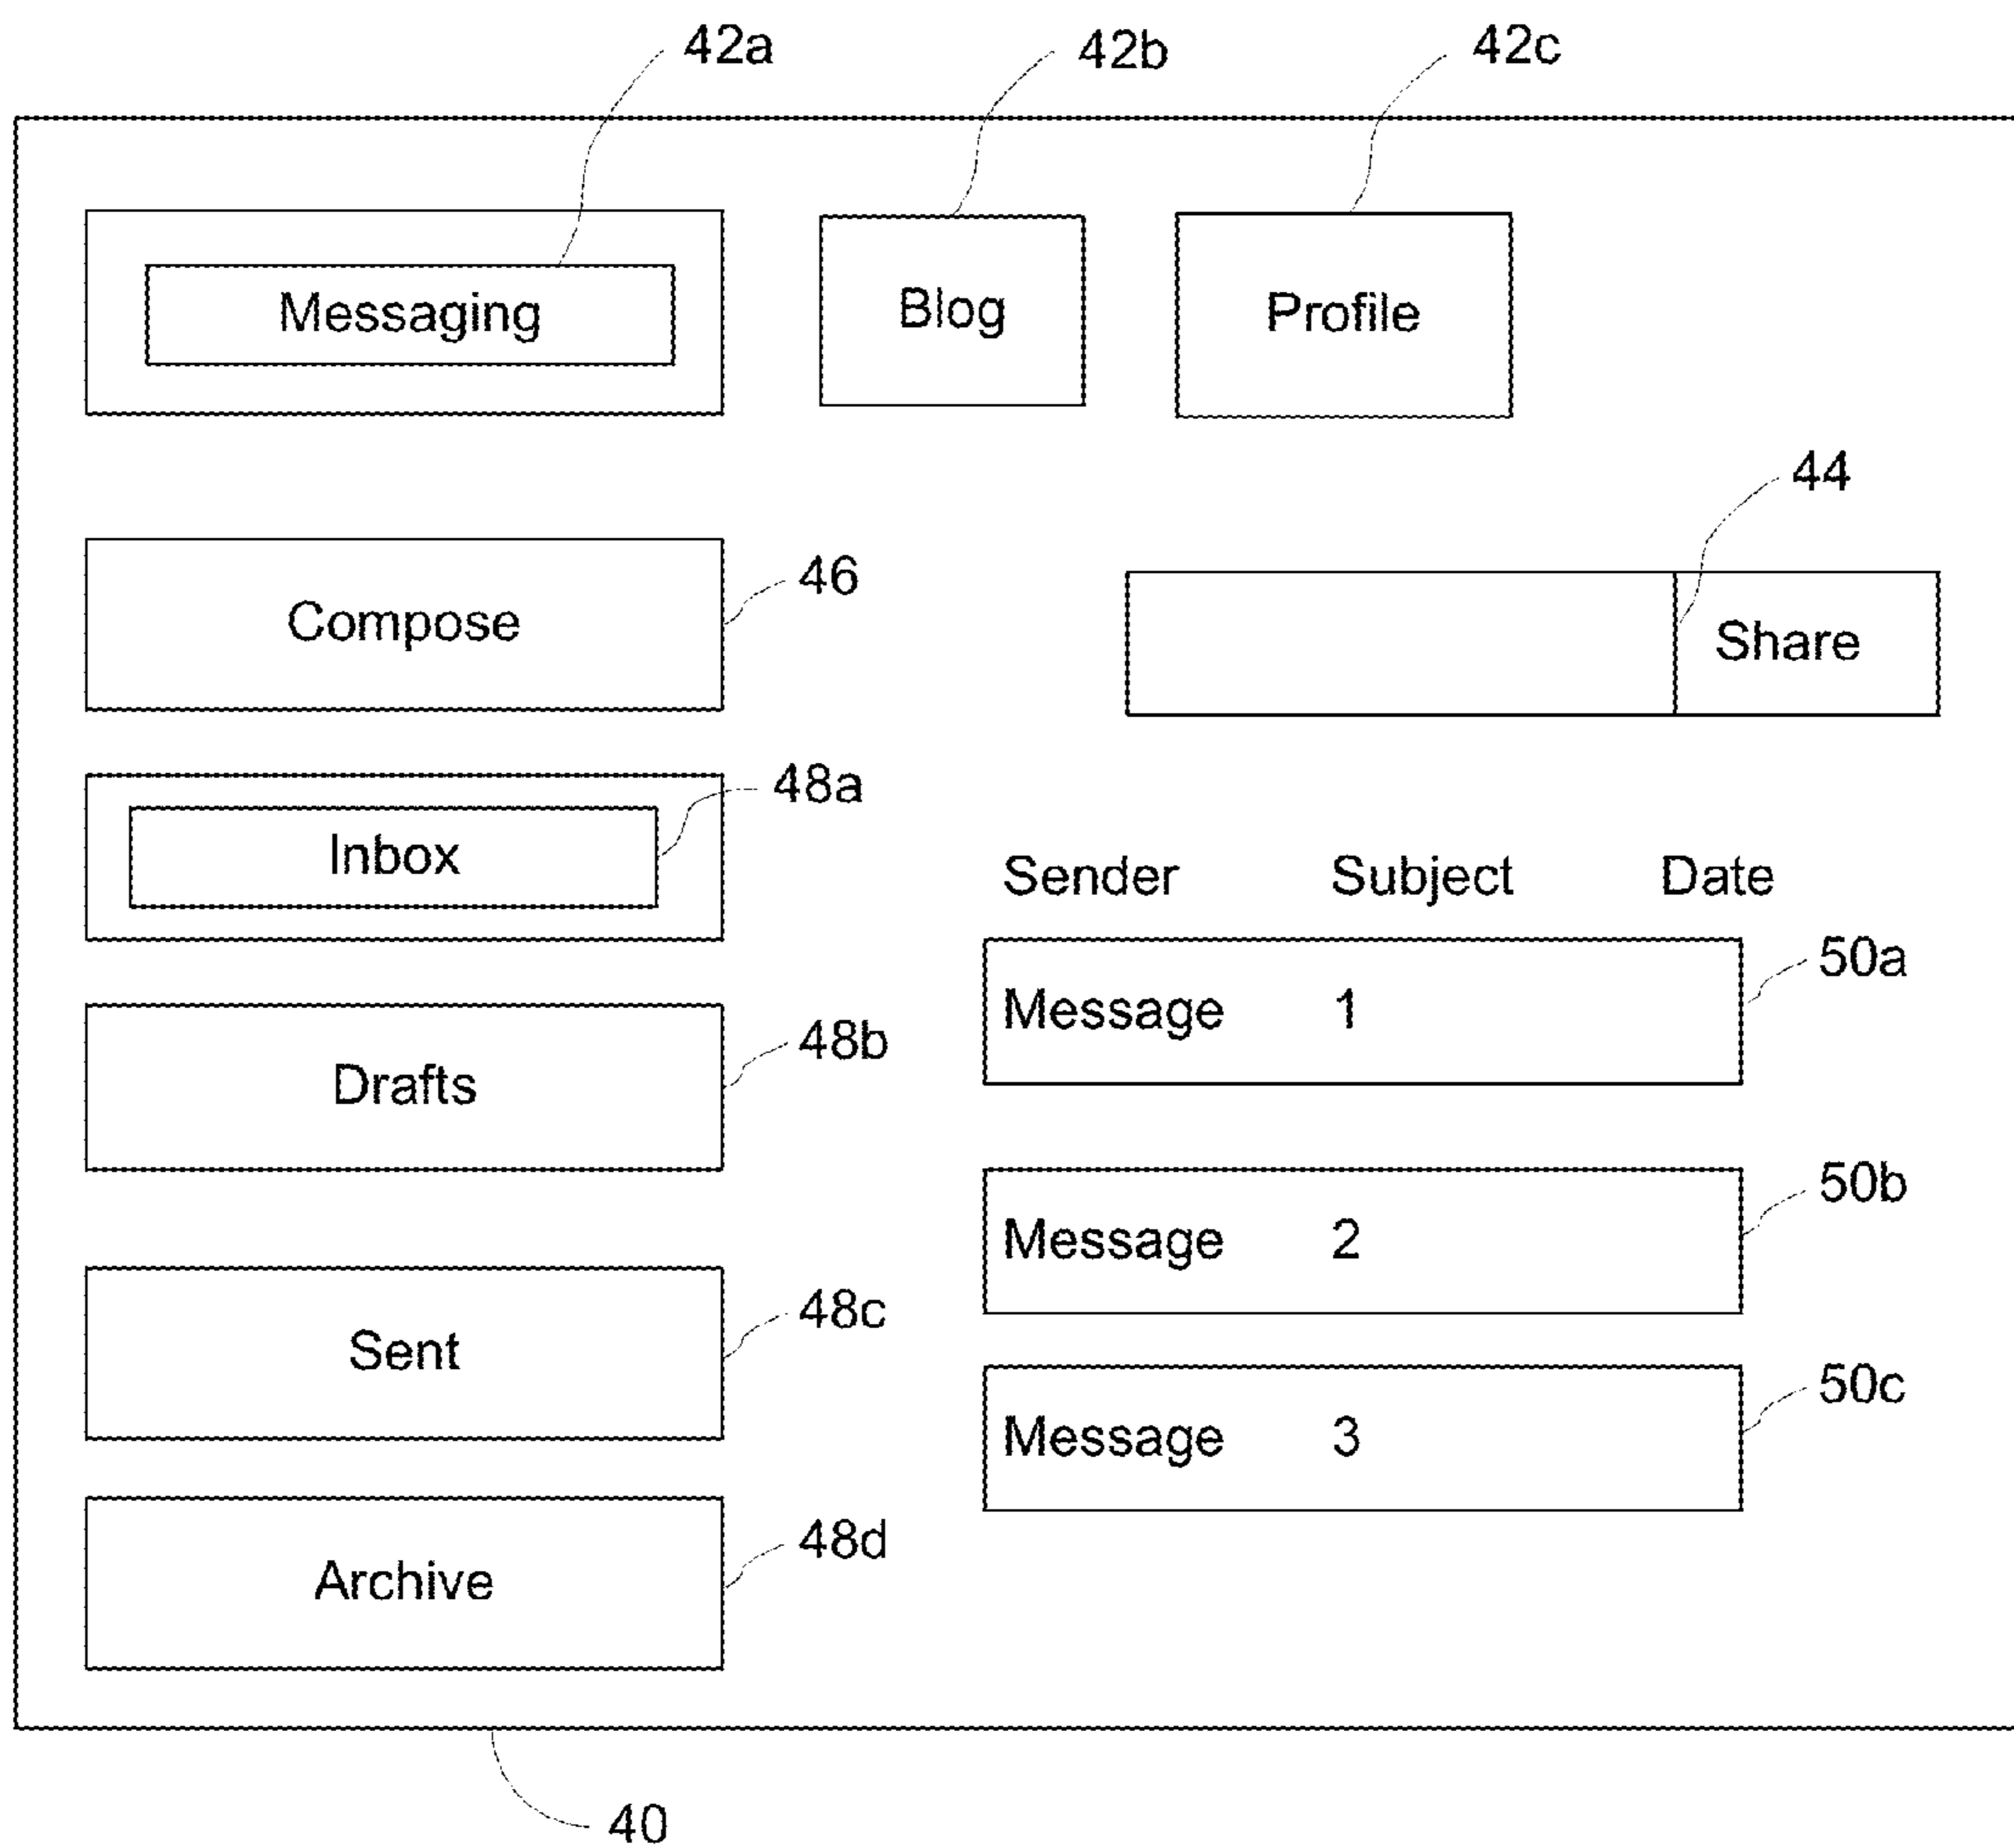 42a 42b 42c
Messaging Blog Profile
44
Compose 46
Share
Inbox 48a
Sender Subject Date
Message 1 50a
Drafts 48b
Message 2 50b
Sent 48c
Message 3 50c
Archive 48d
40